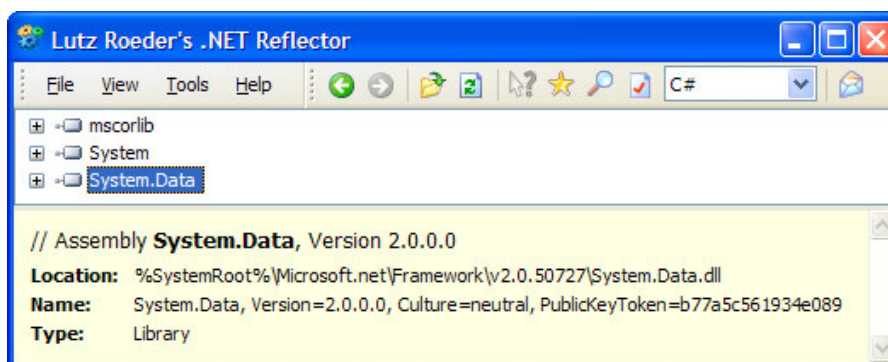 Lutz Roeder's .NET Reflector
File View Tools Help C#
mscorlib
System
System.Data
// Assembly System.Data, Version 2.0.0.0
Location: %SystemRoot%\Microsoft.net\Framework\v2.0.50727\System.Data.dll
Name: System.Data, Version=2.0.0.0, Culture=neutral, PublicKeyToken=b77a5c561934e089
Type: Library